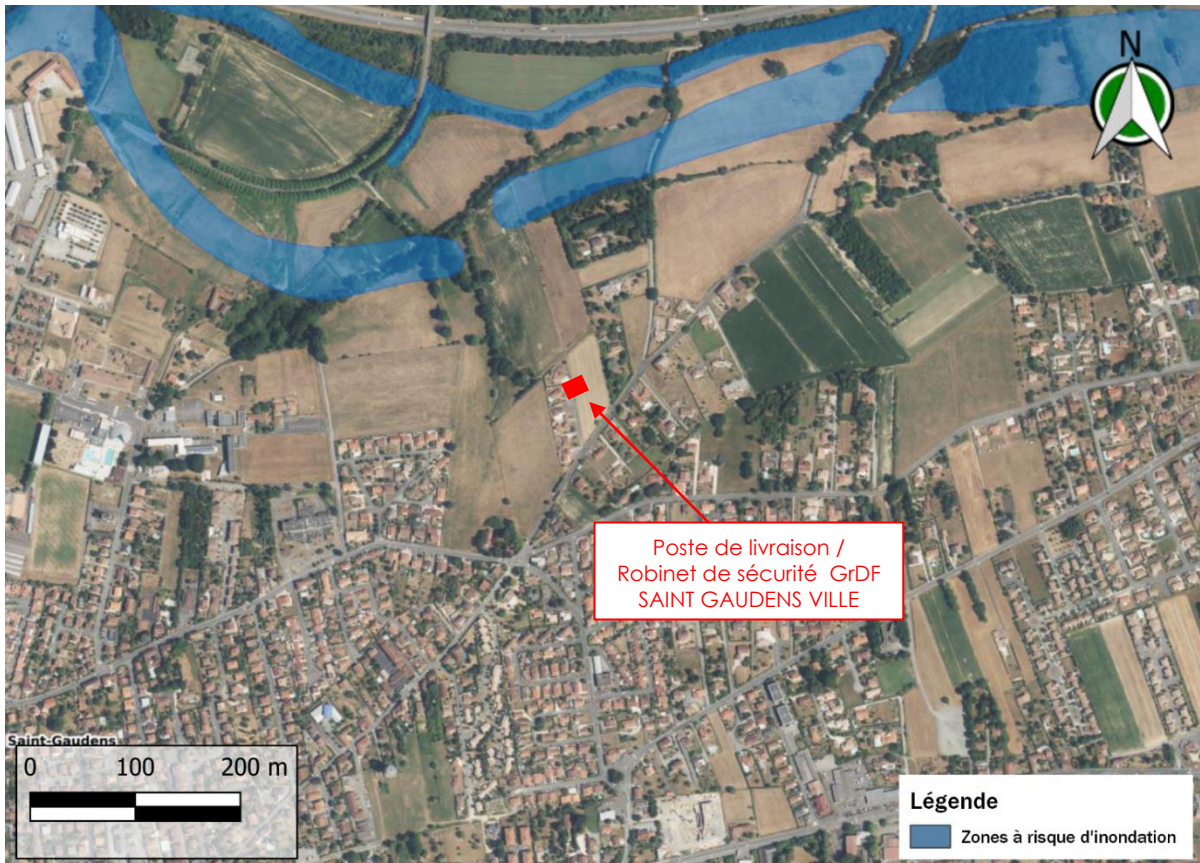 N
Poste de livraison /
Robinet de sécurité GrDF
SAINT GAUDENS VILLE
Saint-Gaudens
0 100 200 m
Légende
Zones à risque d'inondation